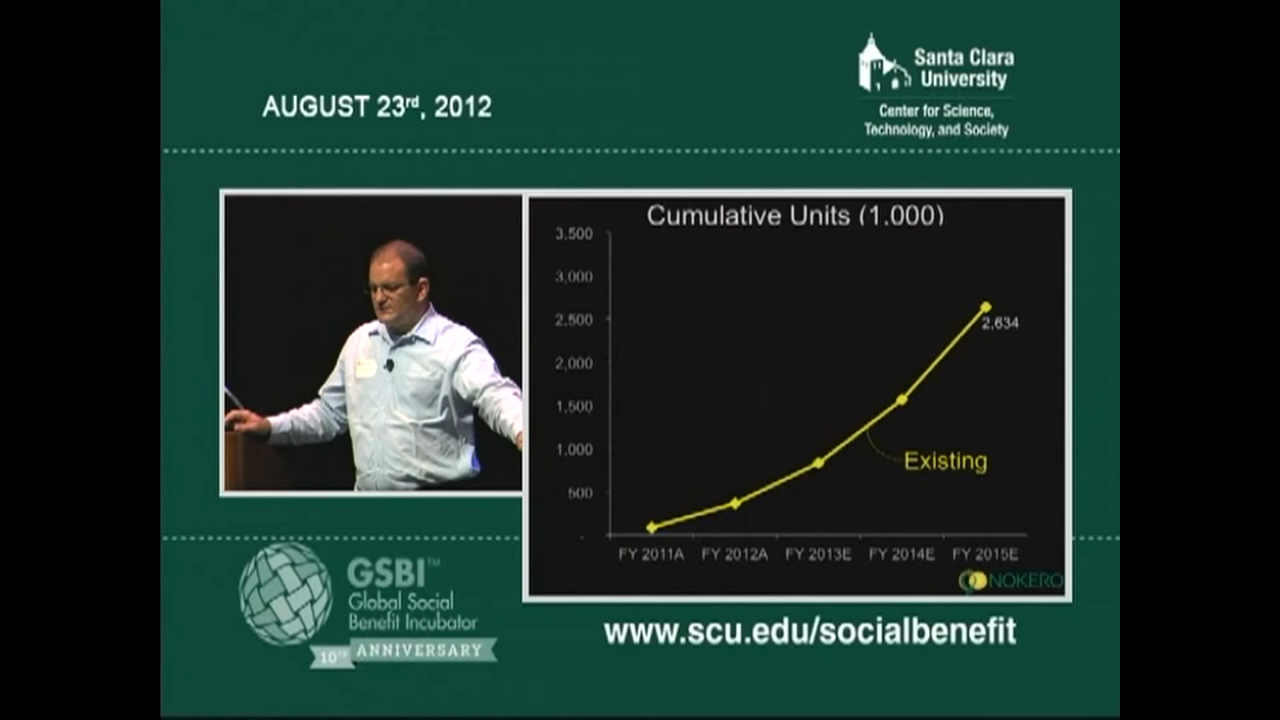 AUGUST 23rd, 2012
Santa Clara
University
Center for Science,
Technology, and Society
Cumulative Units (1.000)
3,500
3,000
2,500
2,000
1,500
1,000
500
-
2,634
Existing
FY 2011A FY 2012A FY 2013E FY 2014E FY 2015E
NOKERO
GSBI™
Global Social
Benefit Incubator
10TH ANNIVERSARY
www.scu.edu/socialbenefit